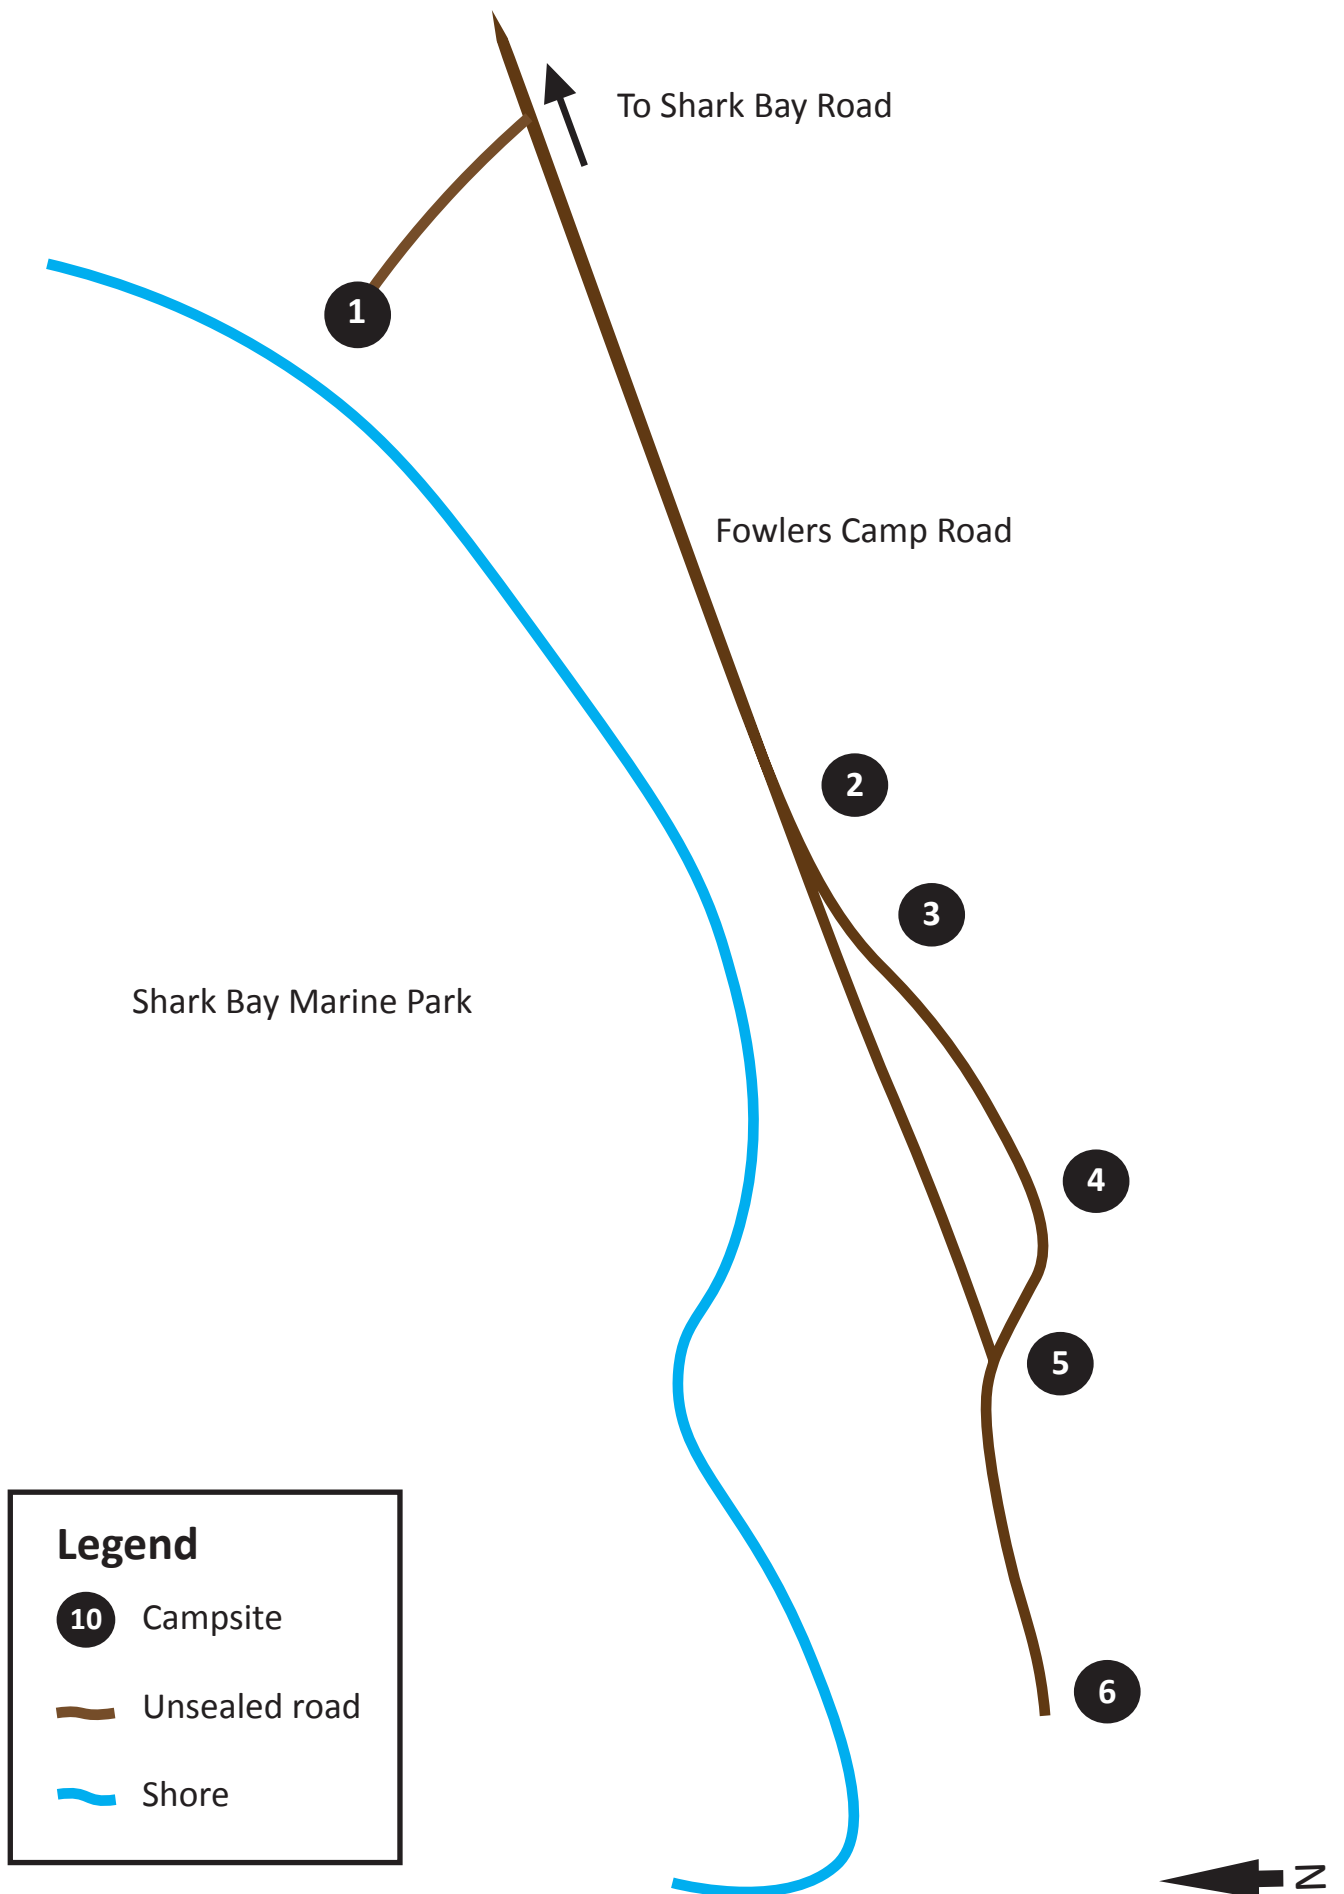 To Shark Bay Road
1
Fowlers Camp Road
2
3
Shark Bay Marine Park
4
5
Legend
10 Campsite
Unsealed road
6
Shore
N